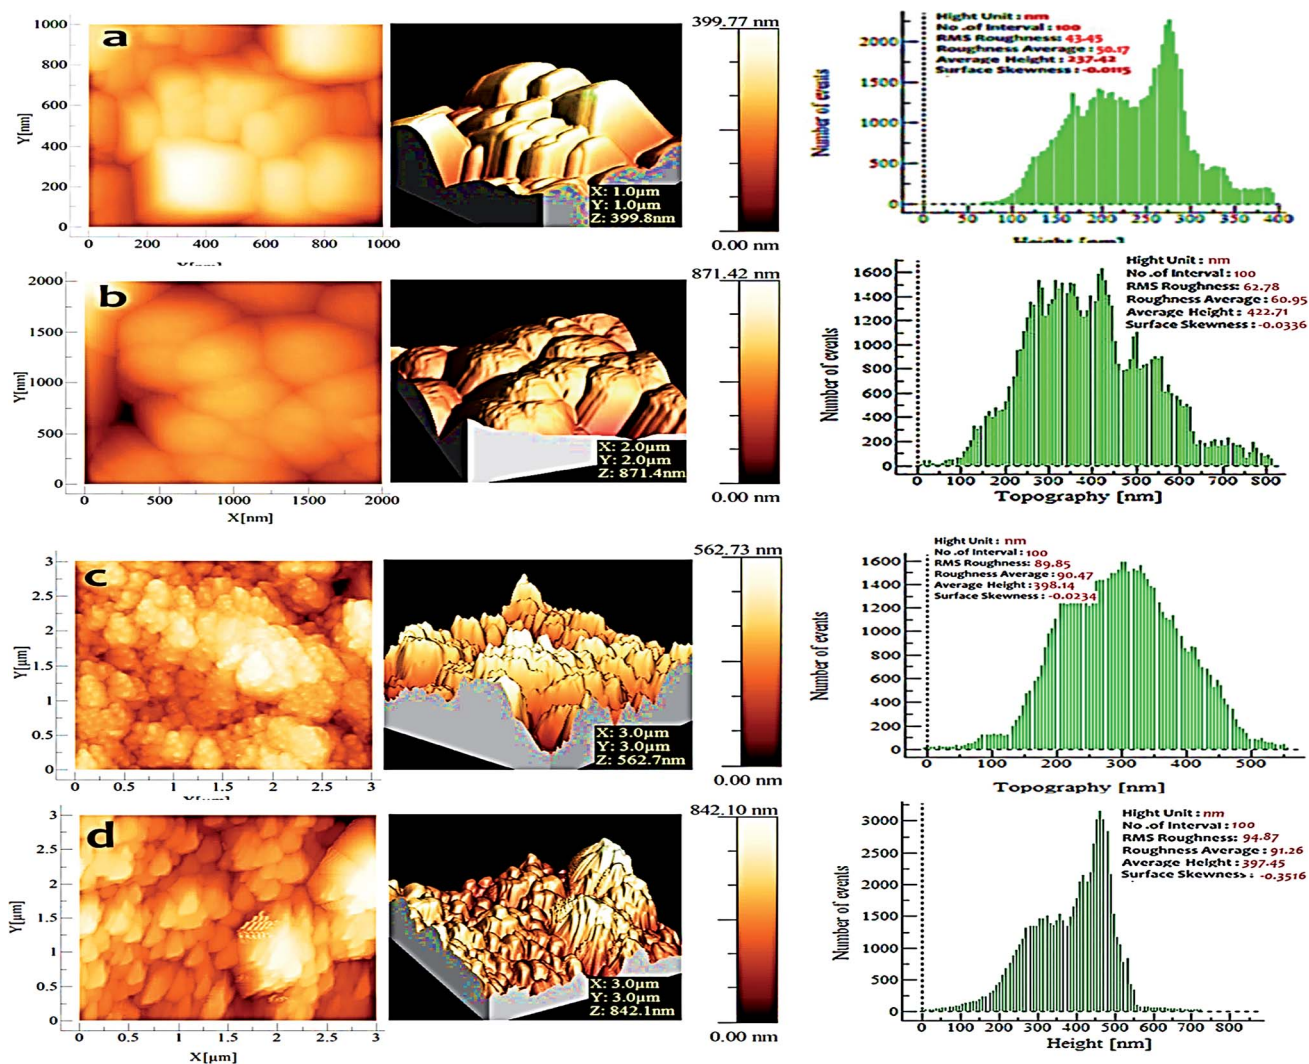 a
1000
800
600
400
200
0
Y[nm]
0 200 400 600 800 1000
X: 1.0µm
Y: 1.0µm
Z: 399.8nm
399.77 nm
0.00 nm
Hight Unit : nm
No .of Interval : 100
RMS Roughness: 43.45
Roughness Average : 50.17
Average Height : 237.42
Surface Skewness : -0.0115
Number of events
2000
1500
1000
500
0
0 50 100 150 200 250 300 350 400
Height [nm]
b
2000
1500
1000
500
0
Y[nm]
0 500 1000 1500 2000
X[nm]
X: 2.0µm
Y: 2.0µm
Z: 871.4nm
871.42 nm
0.00 nm
Hight Unit : nm
No .of Interval : 100
RMS Roughness: 62.78
Roughness Average : 60.95
Average Height : 422.71
Surface Skewness : -0.0336
Number of events
1600
1400
1200
1000
800
600
400
200
0
0 100 200 300 400 500 600 700 800
Topography [nm]
c
3
2.5
2
1.5
1
0.5
0
Y[µm]
0 0.5 1 1.5 2 2.5 3
X: 3.0µm
Y: 3.0µm
Z: 562.7nm
562.73 nm
0.00 nm
Hight Unit : nm
No .of Interval : 100
RMS Roughness: 89.85
Roughness Average : 90.47
Average Height : 398.14
Surface Skewness : -0.0234
Number of events
1600
1400
1200
1000
800
600
400
200
0
0 100 200 300 400 500
Topography [nm]
d
3
2.5
2
1.5
1
0.5
0
Y[µm]
0 0.5 1 1.5 2 2.5 3
X[µm]
X: 3.0µm
Y: 3.0µm
Z: 842.1nm
842.10 nm
0.00 nm
Hight Unit : nm
No .of Interval : 100
RMS Roughness: 94.87
Roughness Average : 91.26
Average Height : 397.45
Surface Skewness : -0.3516
Number of events
3000
2500
2000
1500
1000
500
0
0 100 200 300 400 500 600 700 800
Height [nm]